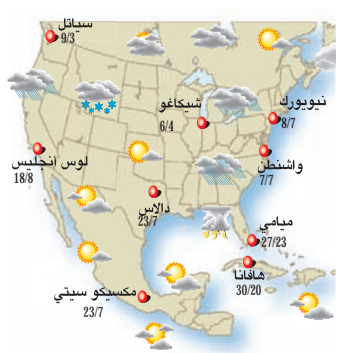 سياتل
9/3
شيكاغو
6/4
نيويورك
8/7
لوس أنجليس
18/8
واشنطن
7/7
دالاس
23/7
ميامي
27/23
هافانا
30/20
مكسيكو سيتي
23/7